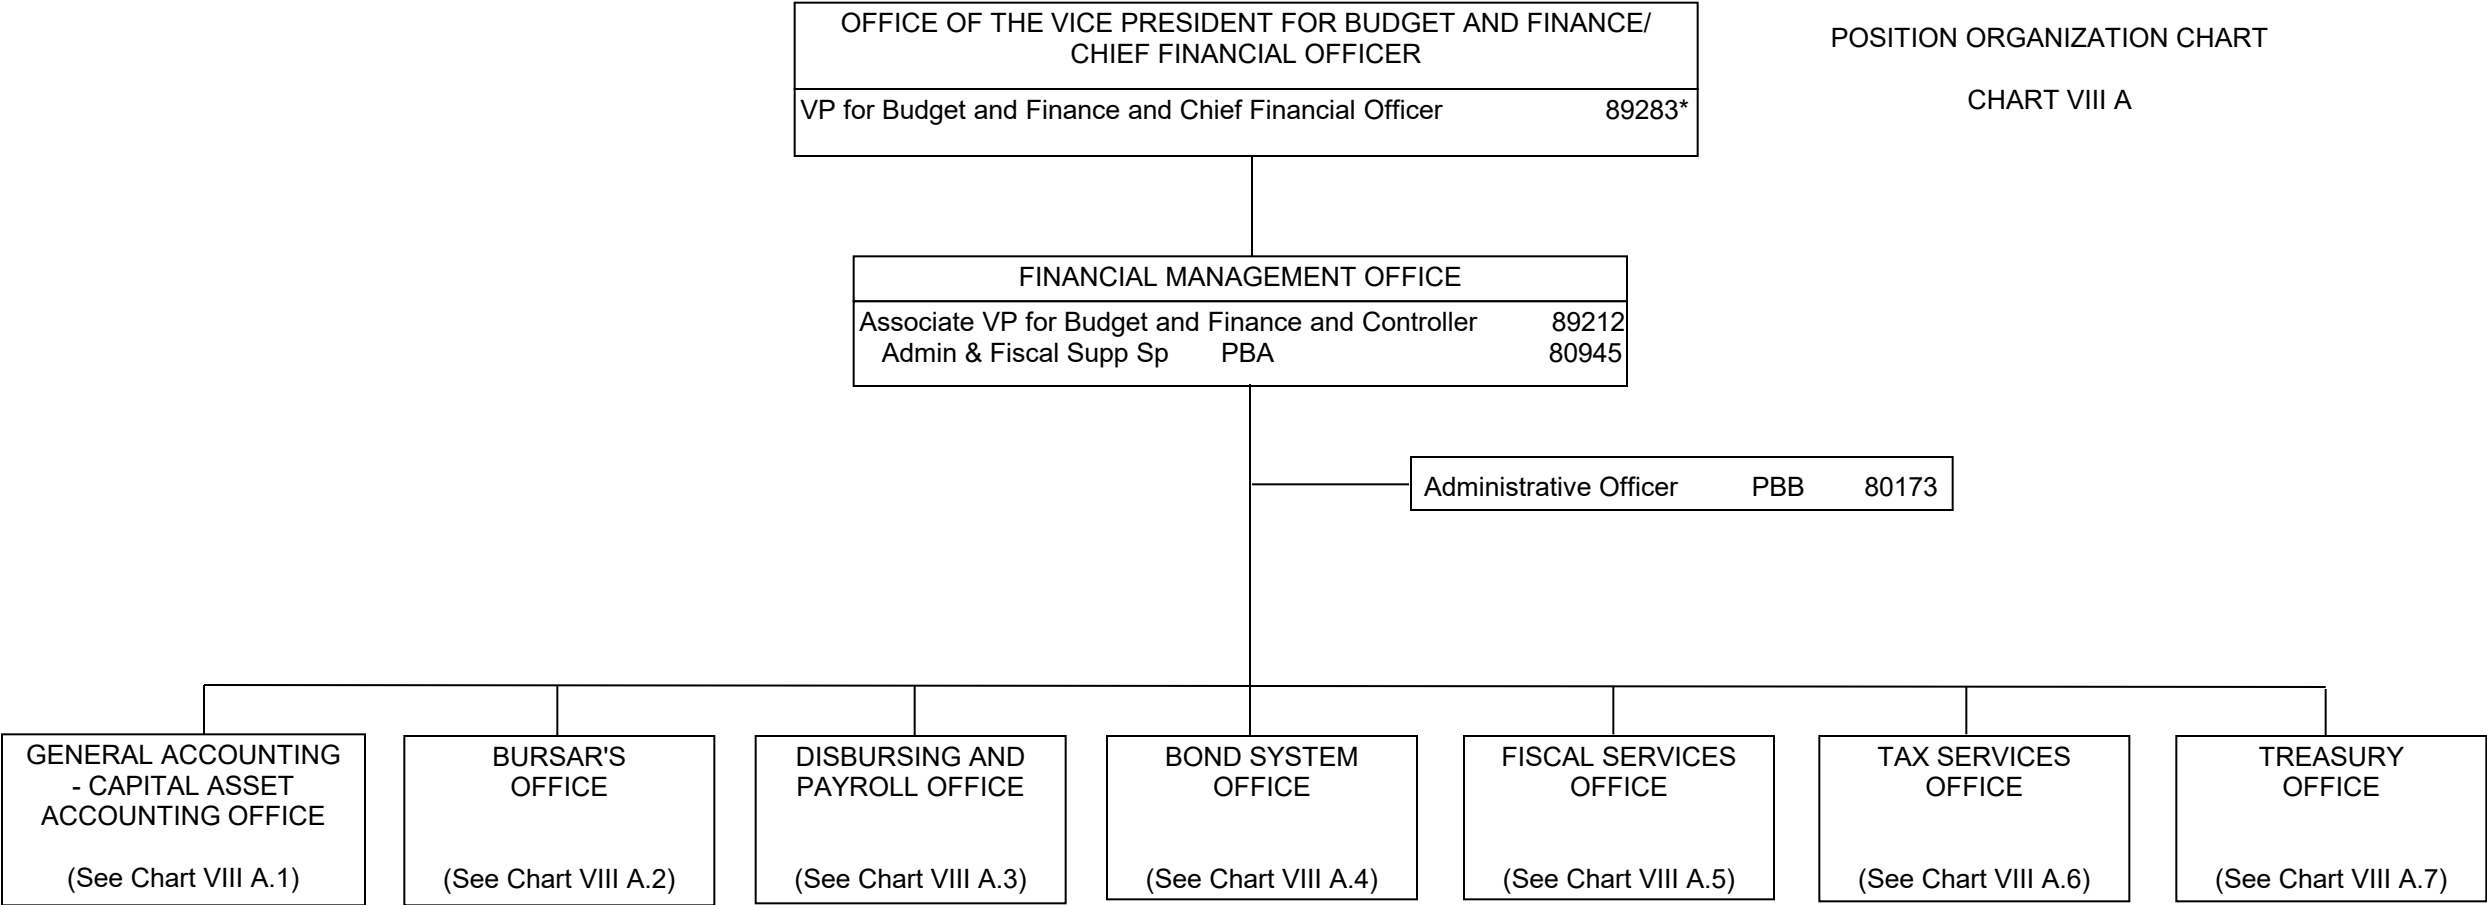 OFFICE OF THE VICE PRESIDENT FOR BUDGET AND FINANCE/
CHIEF FINANCIAL OFFICER
VP for Budget and Finance and Chief Financial Officer 89283*
POSITION ORGANIZATION CHART
CHART VIII A
FINANCIAL MANAGEMENT OFFICE
Associate VP for Budget and Finance and Controller 89212
Admin & Fiscal Supp Sp PBA 80945
Administrative Officer PBB 80173
GENERAL ACCOUNTING
- CAPITAL ASSET
ACCOUNTING OFFICE
(See Chart VIII A.1)
BURSAR'S
OFFICE
(See Chart VIII A.2)
DISBURSING AND
PAYROLL OFFICE
(See Chart VIII A.3)
BOND SYSTEM
OFFICE
(See Chart VIII A.4)
FISCAL SERVICES
OFFICE
(See Chart VIII A.5)
TAX SERVICES
OFFICE
(See Chart VIII A.6)
TREASURY
OFFICE
(See Chart VIII A.7)